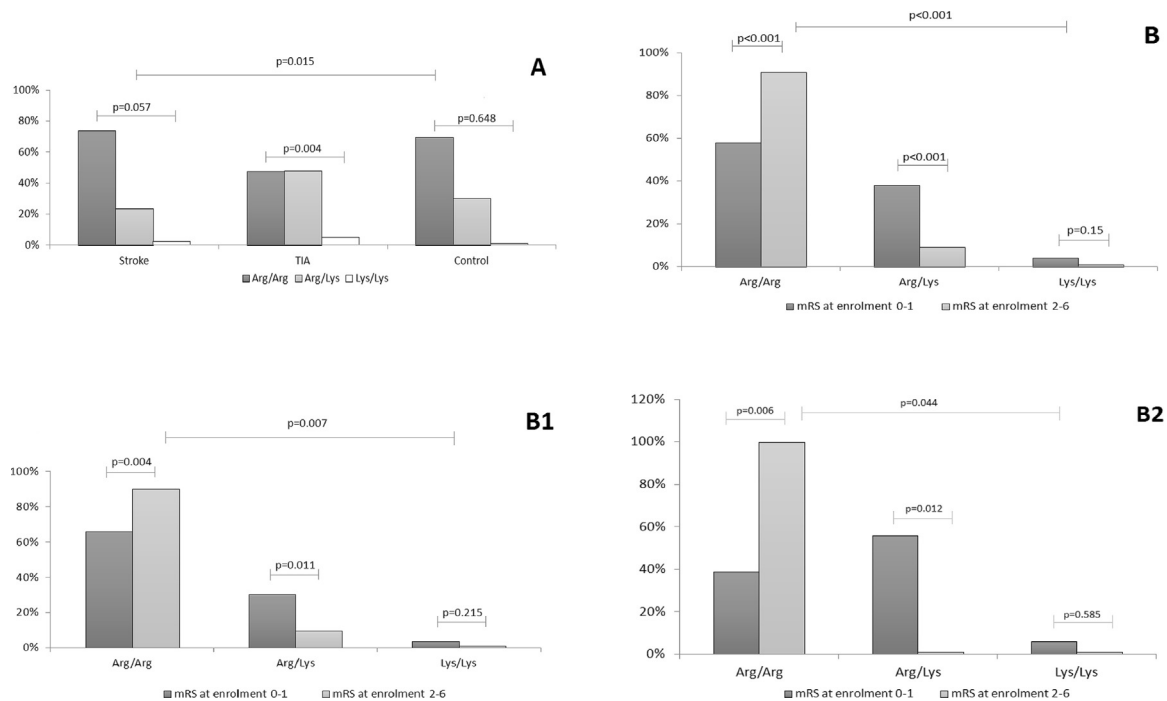 A
p=0.015
100%
80%
60%
40%
20%
0%
p=0.057
p=0.004
p=0.648
Stroke TIA Control
Arg/Arg Arg/Lys Lys/Lys
B
p<0.001
100%
80%
60%
40%
20%
0%
p<0.001
p<0.001
p=0.15
Arg/Arg Arg/Lys Lys/Lys
mRS at enrolment 0-1 mRS at enrolment 2-6
B1
p=0.007
100%
80%
60%
40%
20%
0%
p=0.004
p=0.011
p=0.215
Arg/Arg Arg/Lys Lys/Lys
mRS at enrolment 0-1 mRS at enrolment 2-6
B2
p=0.044
120%
100%
80%
60%
40%
20%
0%
p=0.006
p=0.012
p=0.585
Arg/Arg Arg/Lys Lys/Lys
mRS at enrolment 0-1 mRS at enrolment 2-6